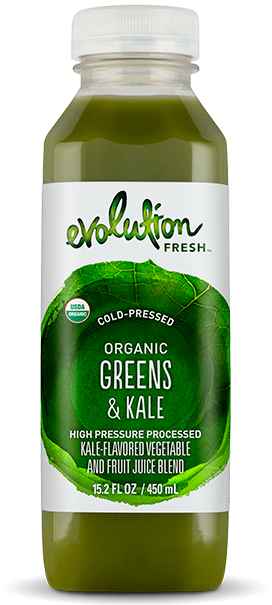 evolution
FRESH™
USDA
ORGANIC
COLD-PRESSED
ORGANIC
GREENS
& KALE
HIGH PRESSURE PROCESSED
KALE-FLAVORED VEGETABLE
AND FRUIT JUICE BLEND
15.2 FL OZ / 450 mL